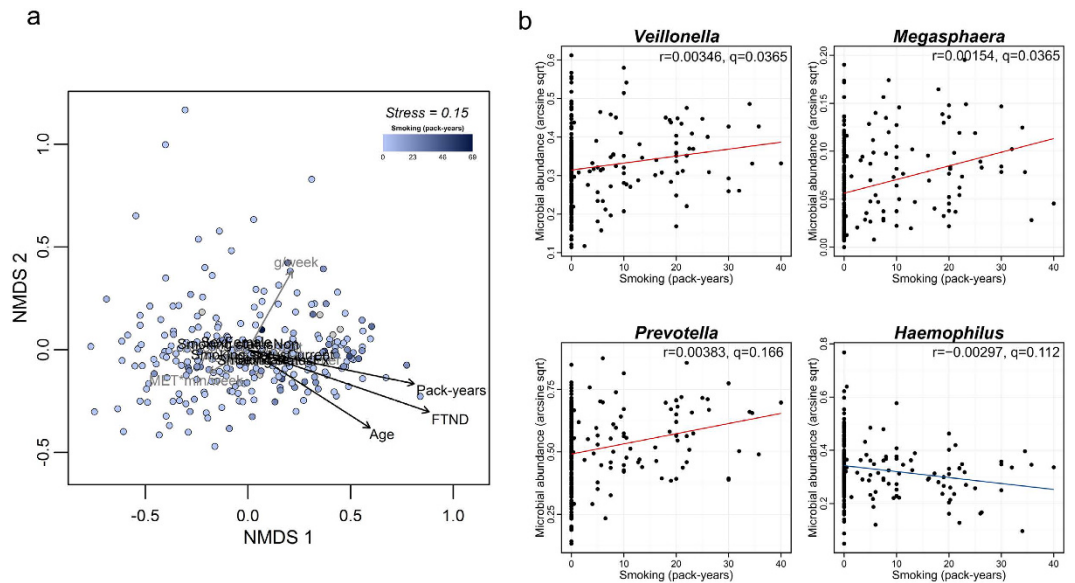 a
Stress = 0.15
Smoking (pack-years)
0 23 46 69
NMDS 2
1.0
0.5
0.0
-0.5
g/week
MET min/week
Pack-years
FTND
Age
-0.5 0.0 0.5 1.0
NMDS 1
b
Veillonella
r=0.00346, q=0.0365
Microbial abundance (arcsine sqrt)
0.6
0.5
0.4
0.3
0.2
0.1
0 10 20 30 40
Smoking (pack-years)
Megasphaera
r=0.00154, q=0.0365
Microbial abundance (arcsine sqrt)
0.20
0.15
0.10
0.05
0.00
0 10 20 30 40
Smoking (pack-years)
Prevotella
r=0.00383, q=0.166
Microbial abundance (arcsine sqrt)
0.75
0.50
0.25
0 10 20 30 40
Smoking (pack-years)
Haemophilus
r=−0.00297, q=0.112
Microbial abundance (arcsine sqrt)
0.8
0.6
0.4
0.2
0 10 20 30 40
Smoking (pack-years)